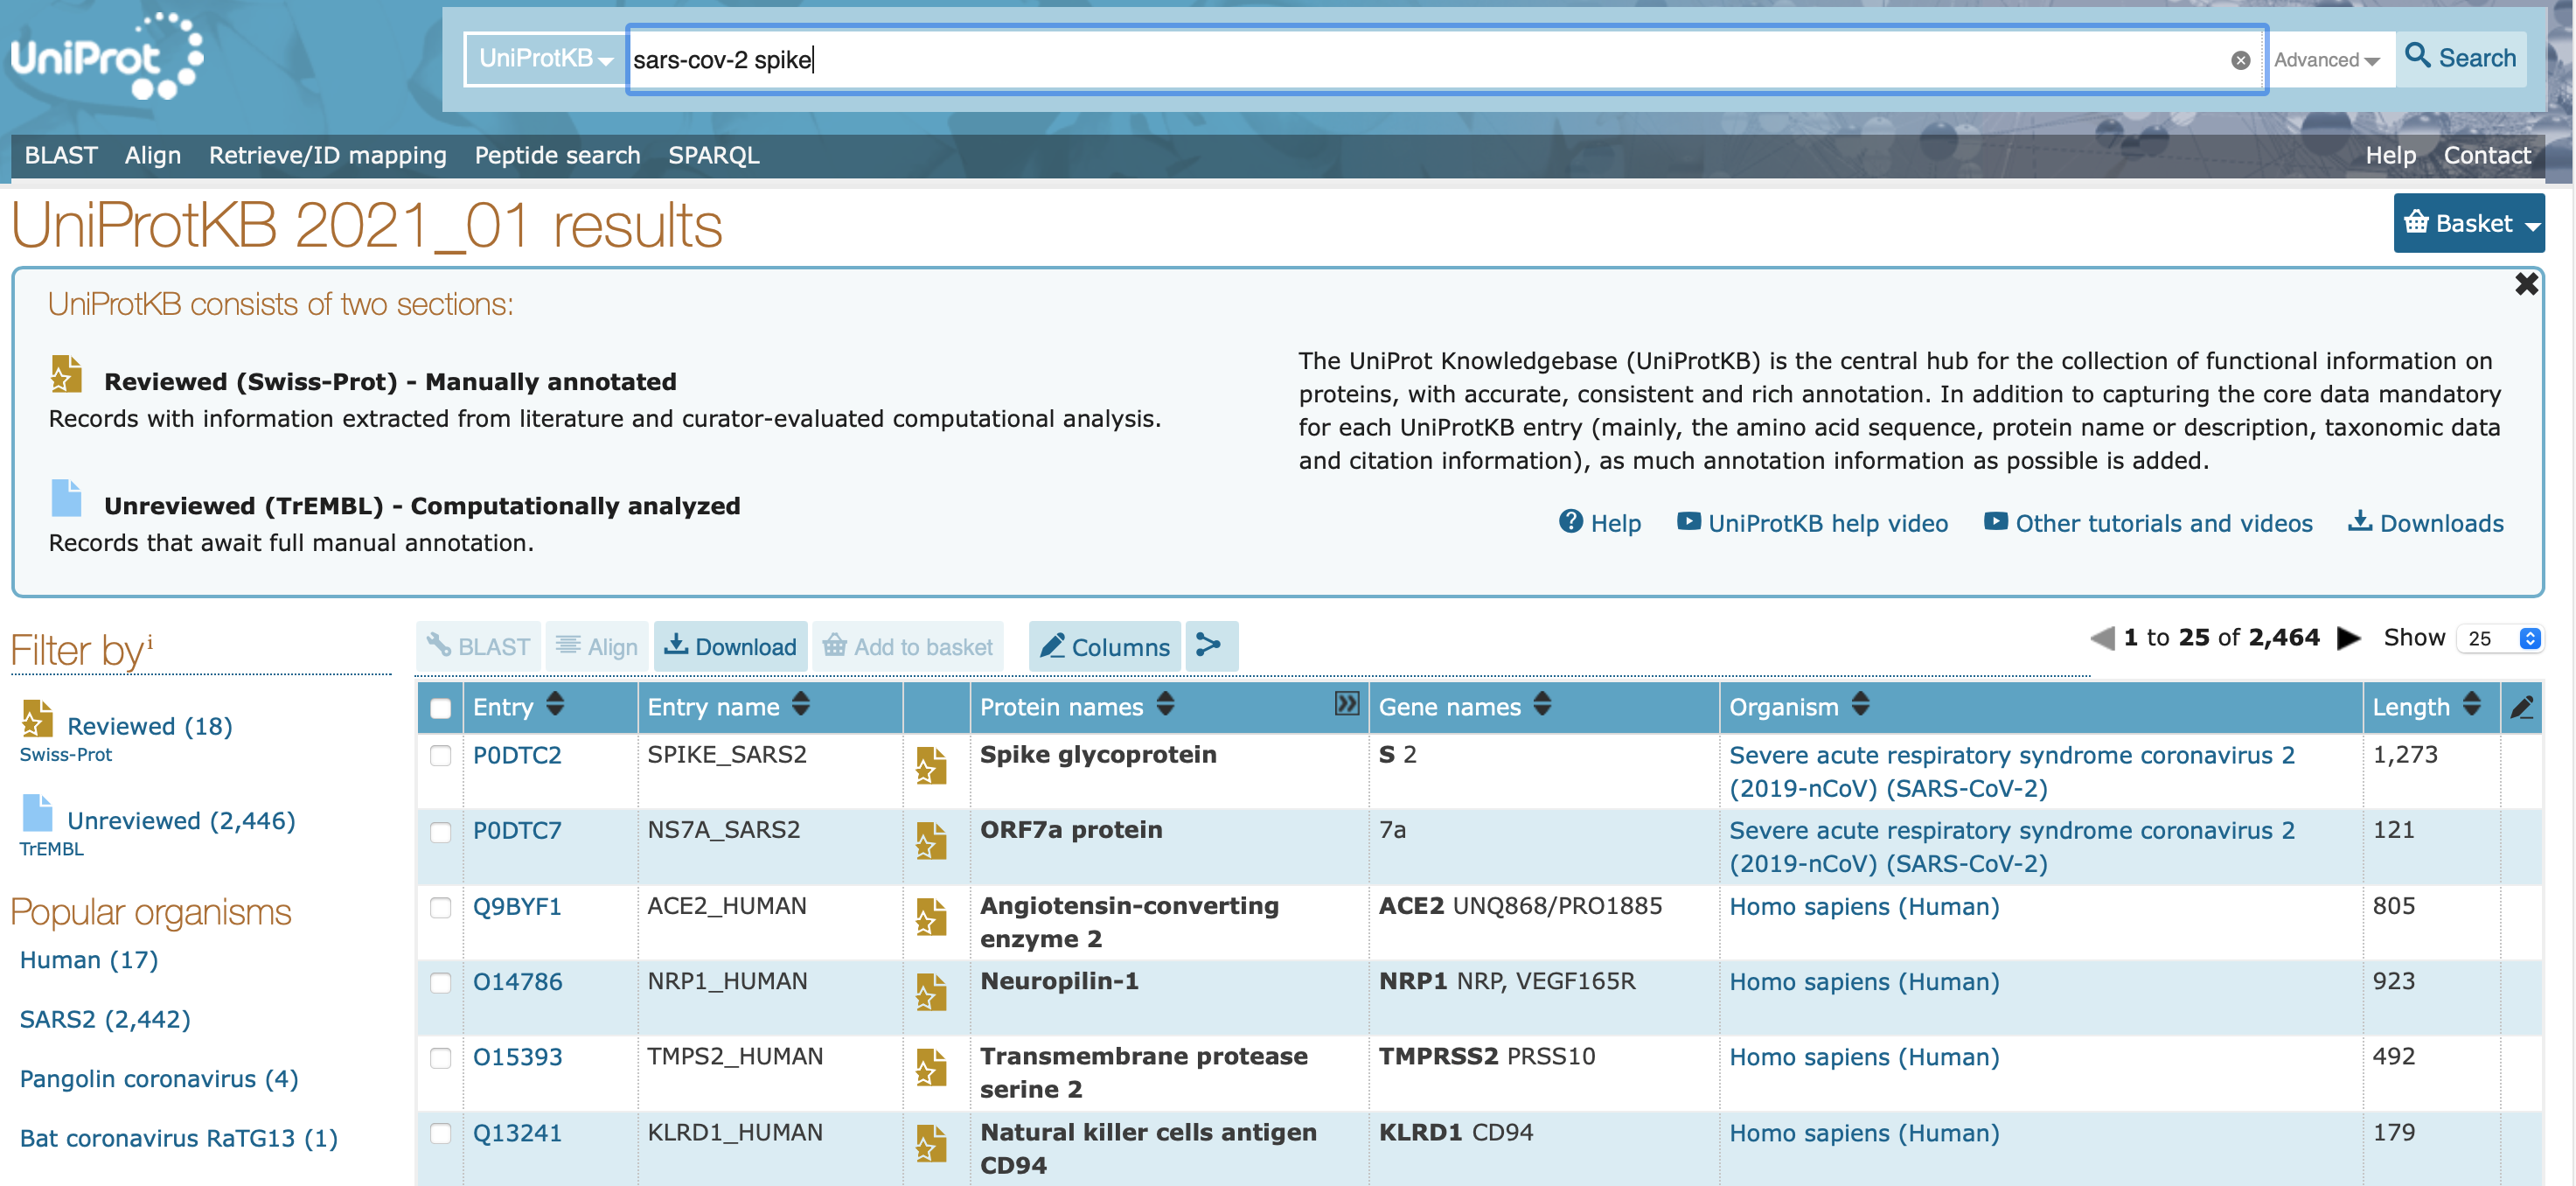 UniProt
UniProtKB
sars-cov-2 spike
Advanced
Search
BLAST Align Retrieve/ID mapping Peptide search SPARQL
Help Contact
UniProtKB 2021_01 results
Basket
UniProtKB consists of two sections:
Reviewed (Swiss-Prot) - Manually annotated
Records with information extracted from literature and curator-evaluated computational analysis.
Unreviewed (TrEMBL) - Computationally analyzed
Records that await full manual annotation.
The UniProt Knowledgebase (UniProtKB) is the central hub for the collection of functional information on
proteins, with accurate, consistent and rich annotation. In addition to capturing the core data mandatory
for each UniProtKB entry (mainly, the amino acid sequence, protein name or description, taxonomic data
and citation information), as much annotation information as possible is added.
Help UniProtKB help video Other tutorials and videos Downloads
Filter by i
Reviewed (18)
Swiss-Prot
Unreviewed (2,446)
TrEMBL
Popular organisms
Human (17)
SARS2 (2,442)
Pangolin coronavirus (4)
Bat coronavirus RaTG13 (1)
BLAST Align Download Add to basket Columns
1 to 25 of 2,464 Show 25
Entry Entry name Protein names Gene names Organism Length
P0DTC2 SPIKE_SARS2 Spike glycoprotein S 2 Severe acute respiratory syndrome coronavirus 2 1,273
(2019-nCoV) (SARS-CoV-2)
P0DTC7 NS7A_SARS2 ORF7a protein 7a Severe acute respiratory syndrome coronavirus 2 121
(2019-nCoV) (SARS-CoV-2)
Q9BYF1 ACE2_HUMAN Angiotensin-converting ACE2 UNQ868/PRO1885 Homo sapiens (Human) 805
enzyme 2
O14786 NRP1_HUMAN Neuropilin-1 NRP1 NRP, VEGF165R Homo sapiens (Human) 923
O15393 TMPS2_HUMAN Transmembrane protease TMPRSS2 PRSS10 Homo sapiens (Human) 492
serine 2
Q13241 KLRD1_HUMAN Natural killer cells antigen KLRD1 CD94 Homo sapiens (Human) 179
CD94